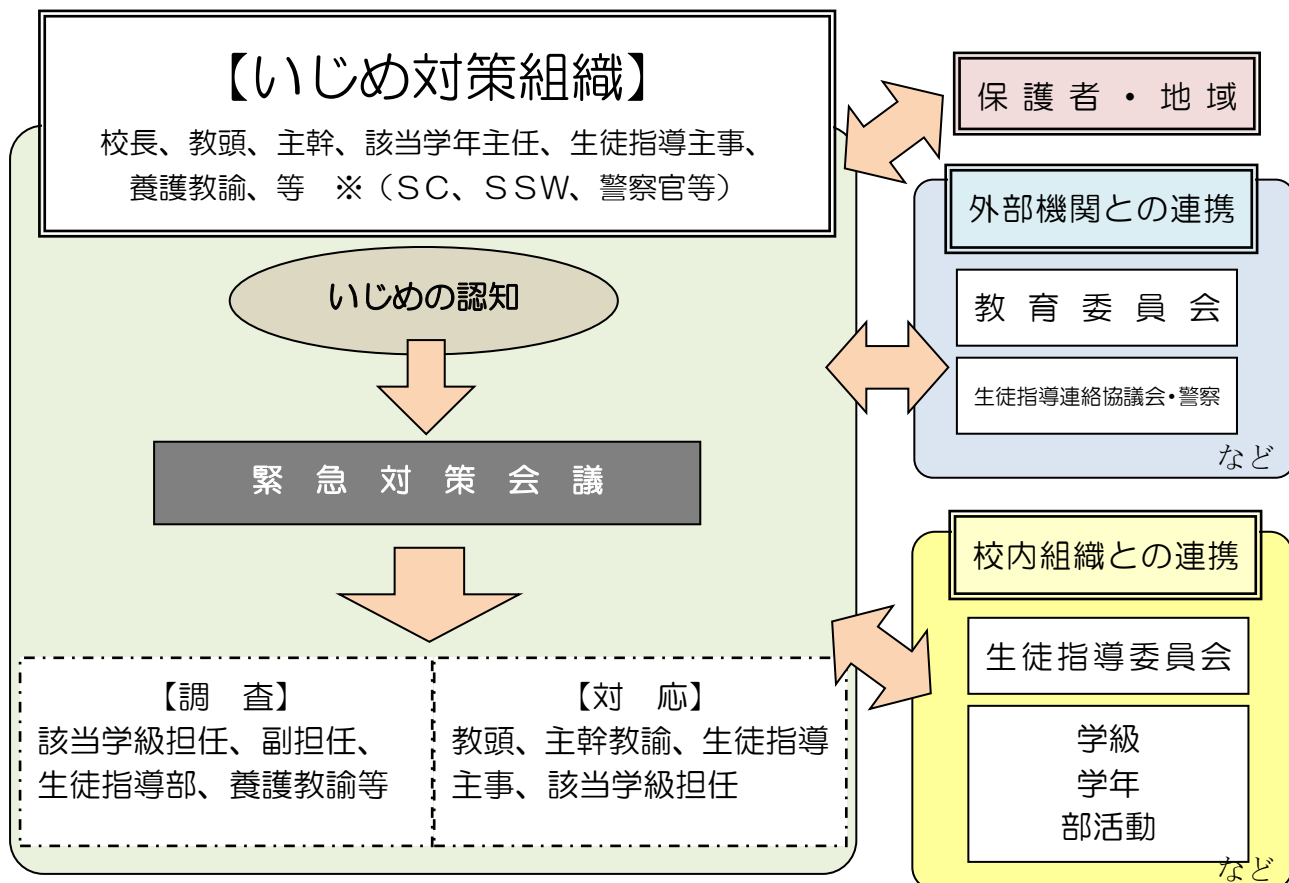 【いじめ対策組織】
校長、教頭、主幹、該当学年主任、生徒指導主事、
養護教諭、等　※（ＳＣ、ＳＳＷ、警察官等）
いじめの認知
緊 急 対 策 会 議
【調　査】
該当学級担任、副担任、
生徒指導部、養護教諭等
【対　応】
教頭、主幹教諭、生徒指導
主事、該当学級担任
保 護 者 ・ 地 域
外部機関との連携
教 育 委 員 会
生徒指導連絡協議会・警察
など
校内組織との連携
生徒指導委員会
学級
学年
部活動
など